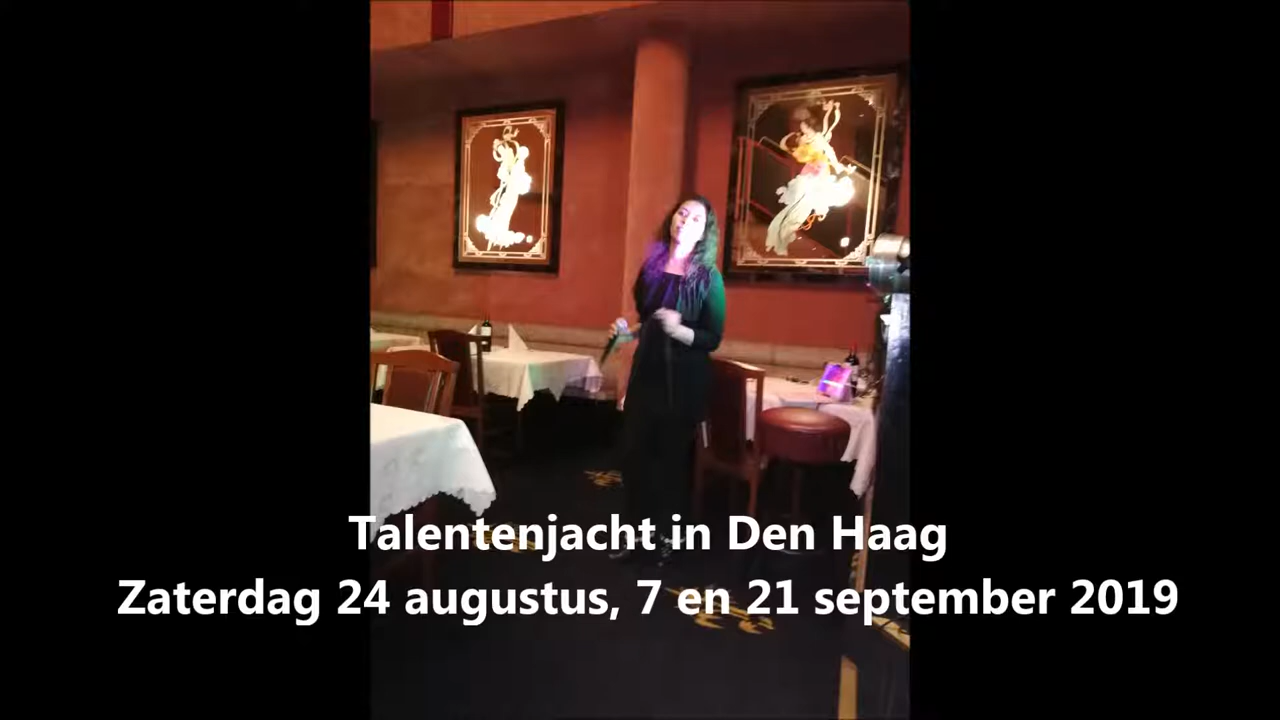 Talentenjacht in Den Haag
Zaterdag 24 augustus, 7 en 21 september 2019